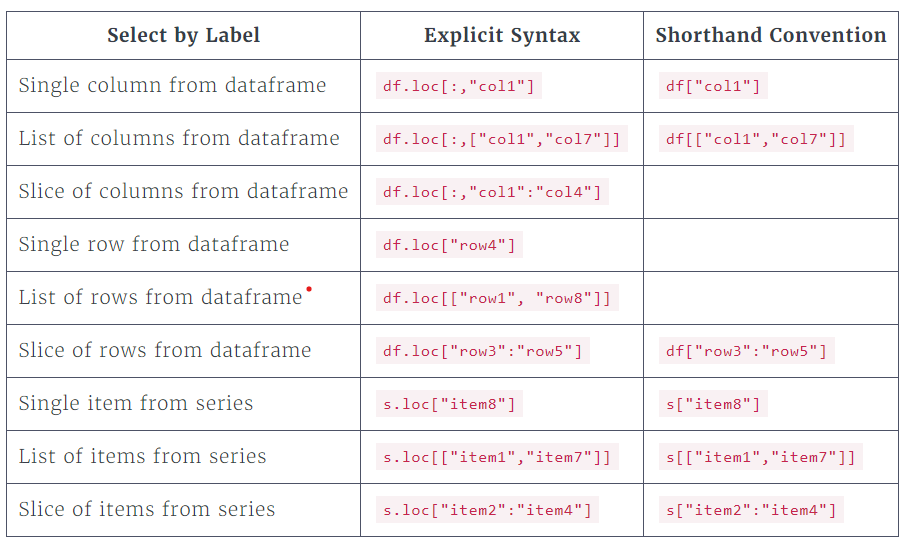 Select by Label Explicit Syntax Shorthand Convention
Single column from dataframe df.loc[:,"col1"] df["col1"]
List of columns from dataframe df.loc[:,["col1","col7"]] df[["col1","col7"]]
Slice of columns from dataframe df.loc[:,"col1":"col4"]
Single row from dataframe df.loc["row4"]
List of rows from dataframe df.loc[["row1", "row8"]]
Slice of rows from dataframe df.loc["row3":"row5"] df["row3":"row5"]
Single item from series s.loc["item8"] s["item8"]
List of items from series s.loc[["item1","item7"]] s[["item1","item7"]]
Slice of items from series s.loc["item2":"item4"] s["item2":"item4"]